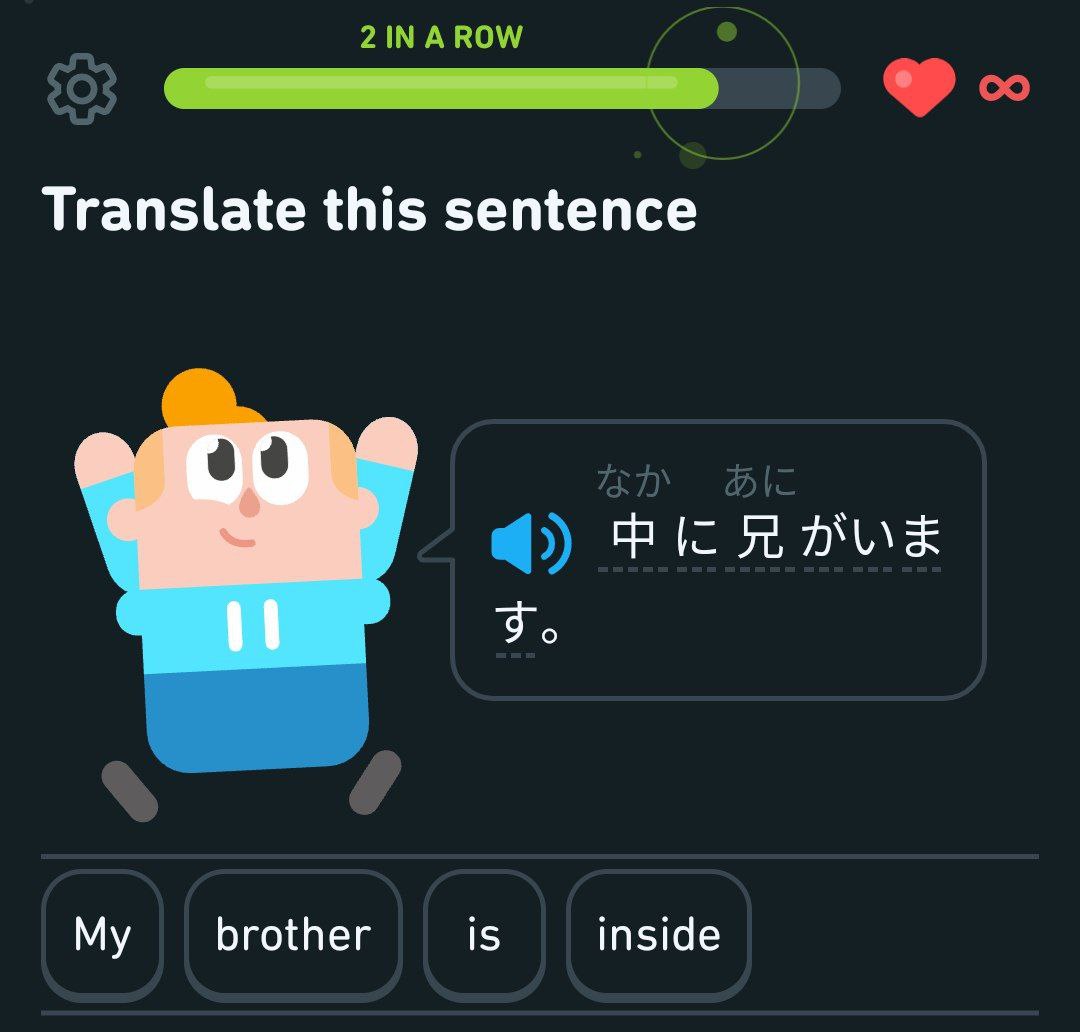 2 IN A ROW
∞
Translate this sentence
なか あに
中に兄がいま
す。
My brother is inside